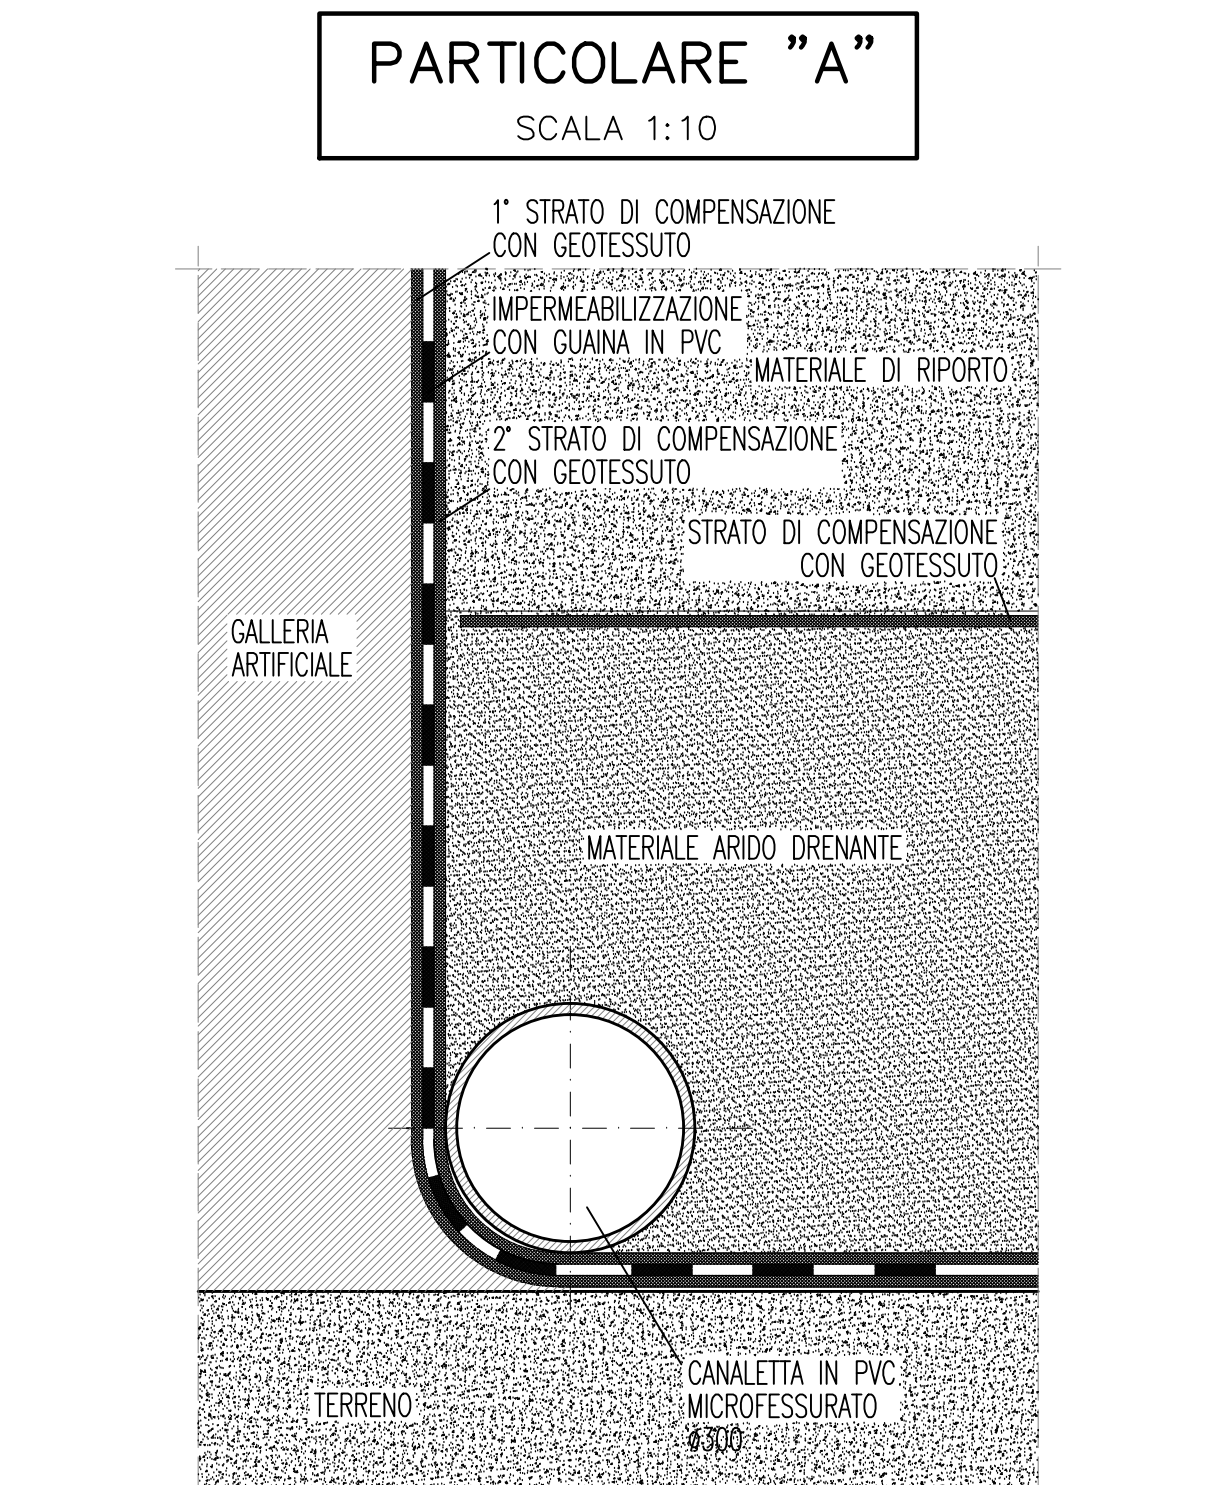 PARTICOLARE "A"
SCALA 1:10
1° STRATO DI COMPENSAZIONE
CON GEOTESSUTO
IMPERMEABILIZZAZIONE
CON GUAINA IN PVC
MATERIALE DI RIPORTO
2° STRATO DI COMPENSAZIONE
CON GEOTESSUTO
STRATO DI COMPENSAZIONE
CON GEOTESSUTO
GALLERIA
ARTIFICIALE
MATERIALE ARIDO DRENANTE
CANALETTA IN PVC
MICROFESSURATO
ϕ300
TERRENO